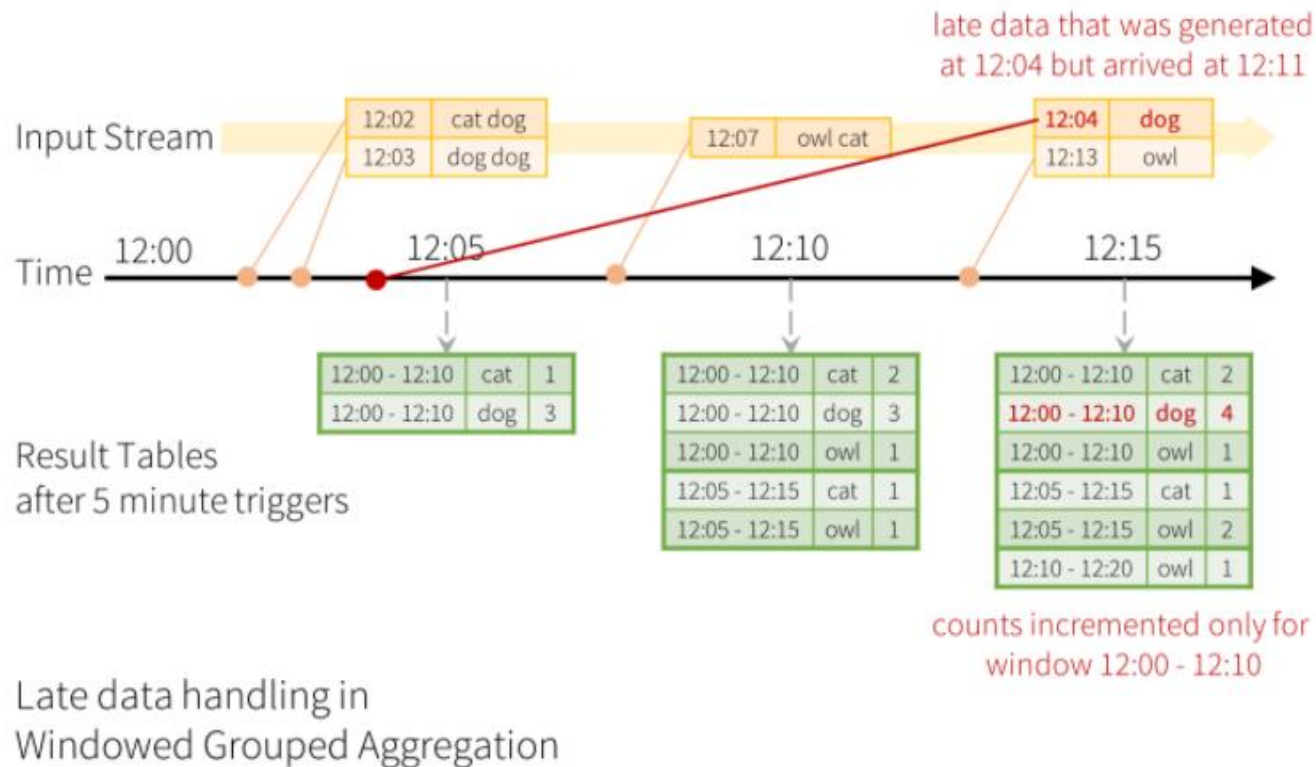 late data that was generated
at 12:04 but arrived at 12:11
Input Stream
12:02 cat dog
12:03 dog dog
12:07 owl cat
12:04 dog
12:13 owl
Time
12:00 12:05 12:10 12:15
Result Tables
after 5 minute triggers
12:00 - 12:10 cat 1
12:00 - 12:10 dog 3
12:00 - 12:10 cat 2
12:00 - 12:10 dog 3
12:00 - 12:10 owl 1
12:05 - 12:15 cat 1
12:05 - 12:15 owl 1
12:00 - 12:10 cat 2
12:00 - 12:10 dog 4
12:00 - 12:10 owl 1
12:05 - 12:15 cat 1
12:05 - 12:15 owl 2
12:10 - 12:20 owl 1
counts incremented only for
window 12:00 - 12:10
Late data handling in
Windowed Grouped Aggregation